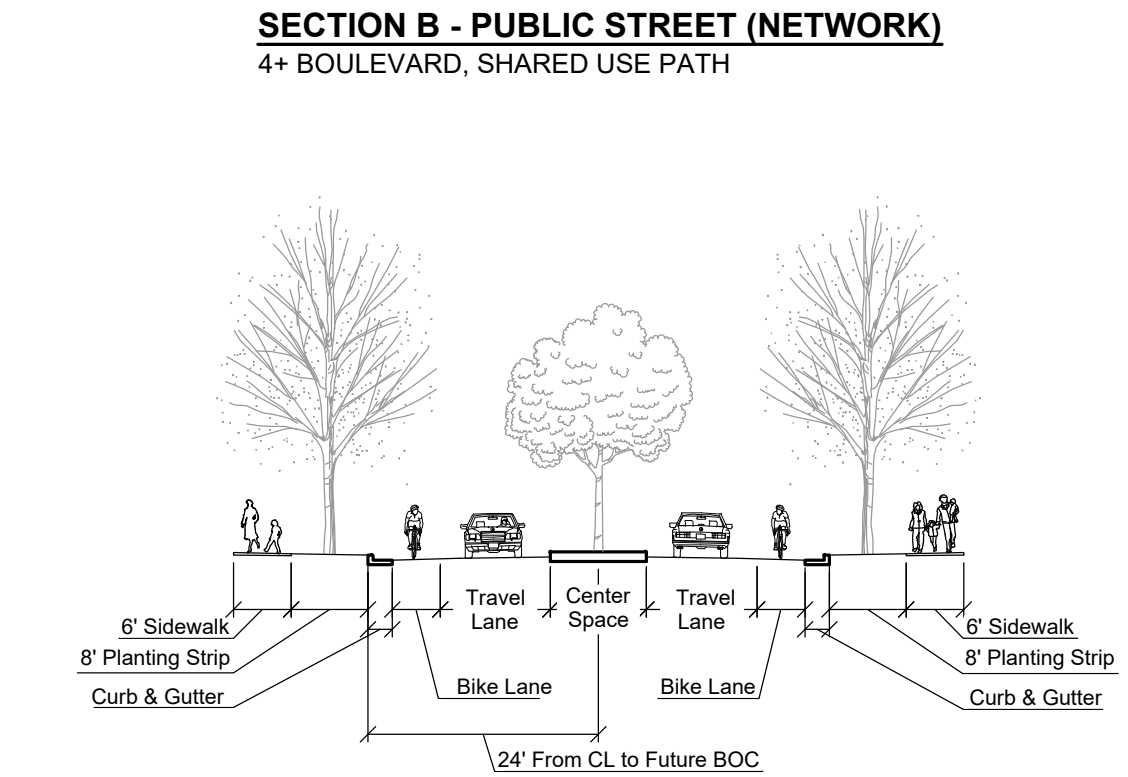 SECTION B - PUBLIC STREET (NETWORK)
4+ BOULEVARD, SHARED USE PATH
Travel
Lane
Center
Space
Travel
Lane
6' Sidewalk
8' Planting Strip
Curb & Gutter
Bike Lane
Bike Lane
6' Sidewalk
8' Planting Strip
Curb & Gutter
24' From CL to Future BOC